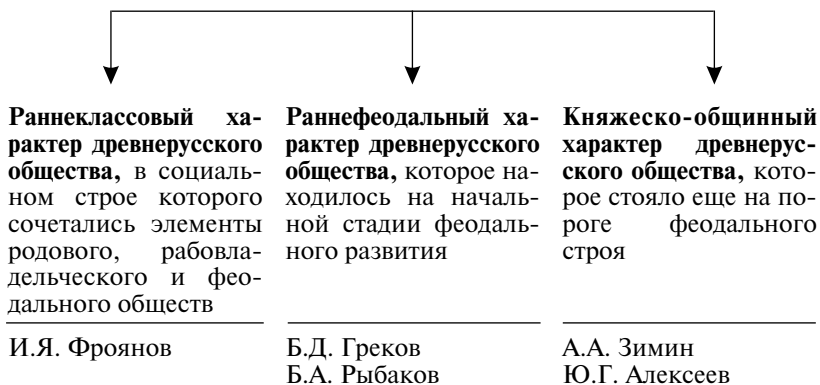 Раннеклассовый ха-
рактер древнерусского
общества, в социаль-
ном строе которого
сочетались элементы
родового, рабовла-
дельческого и фео-
дального обществ
И.Я. Фроянов
Раннефеодальный ха-
рактер древнерусского
общества, которое на-
ходилось на началь-
ной стадии феодаль-
ного развития
Б.Д. Греков
Б.А. Рыбаков
Княжеско-общинный
характер древнерус-
ского общества, кото-
рое стояло еще на по-
роге феодального
строя
А.А. Зимин
Ю.Г. Алексеев